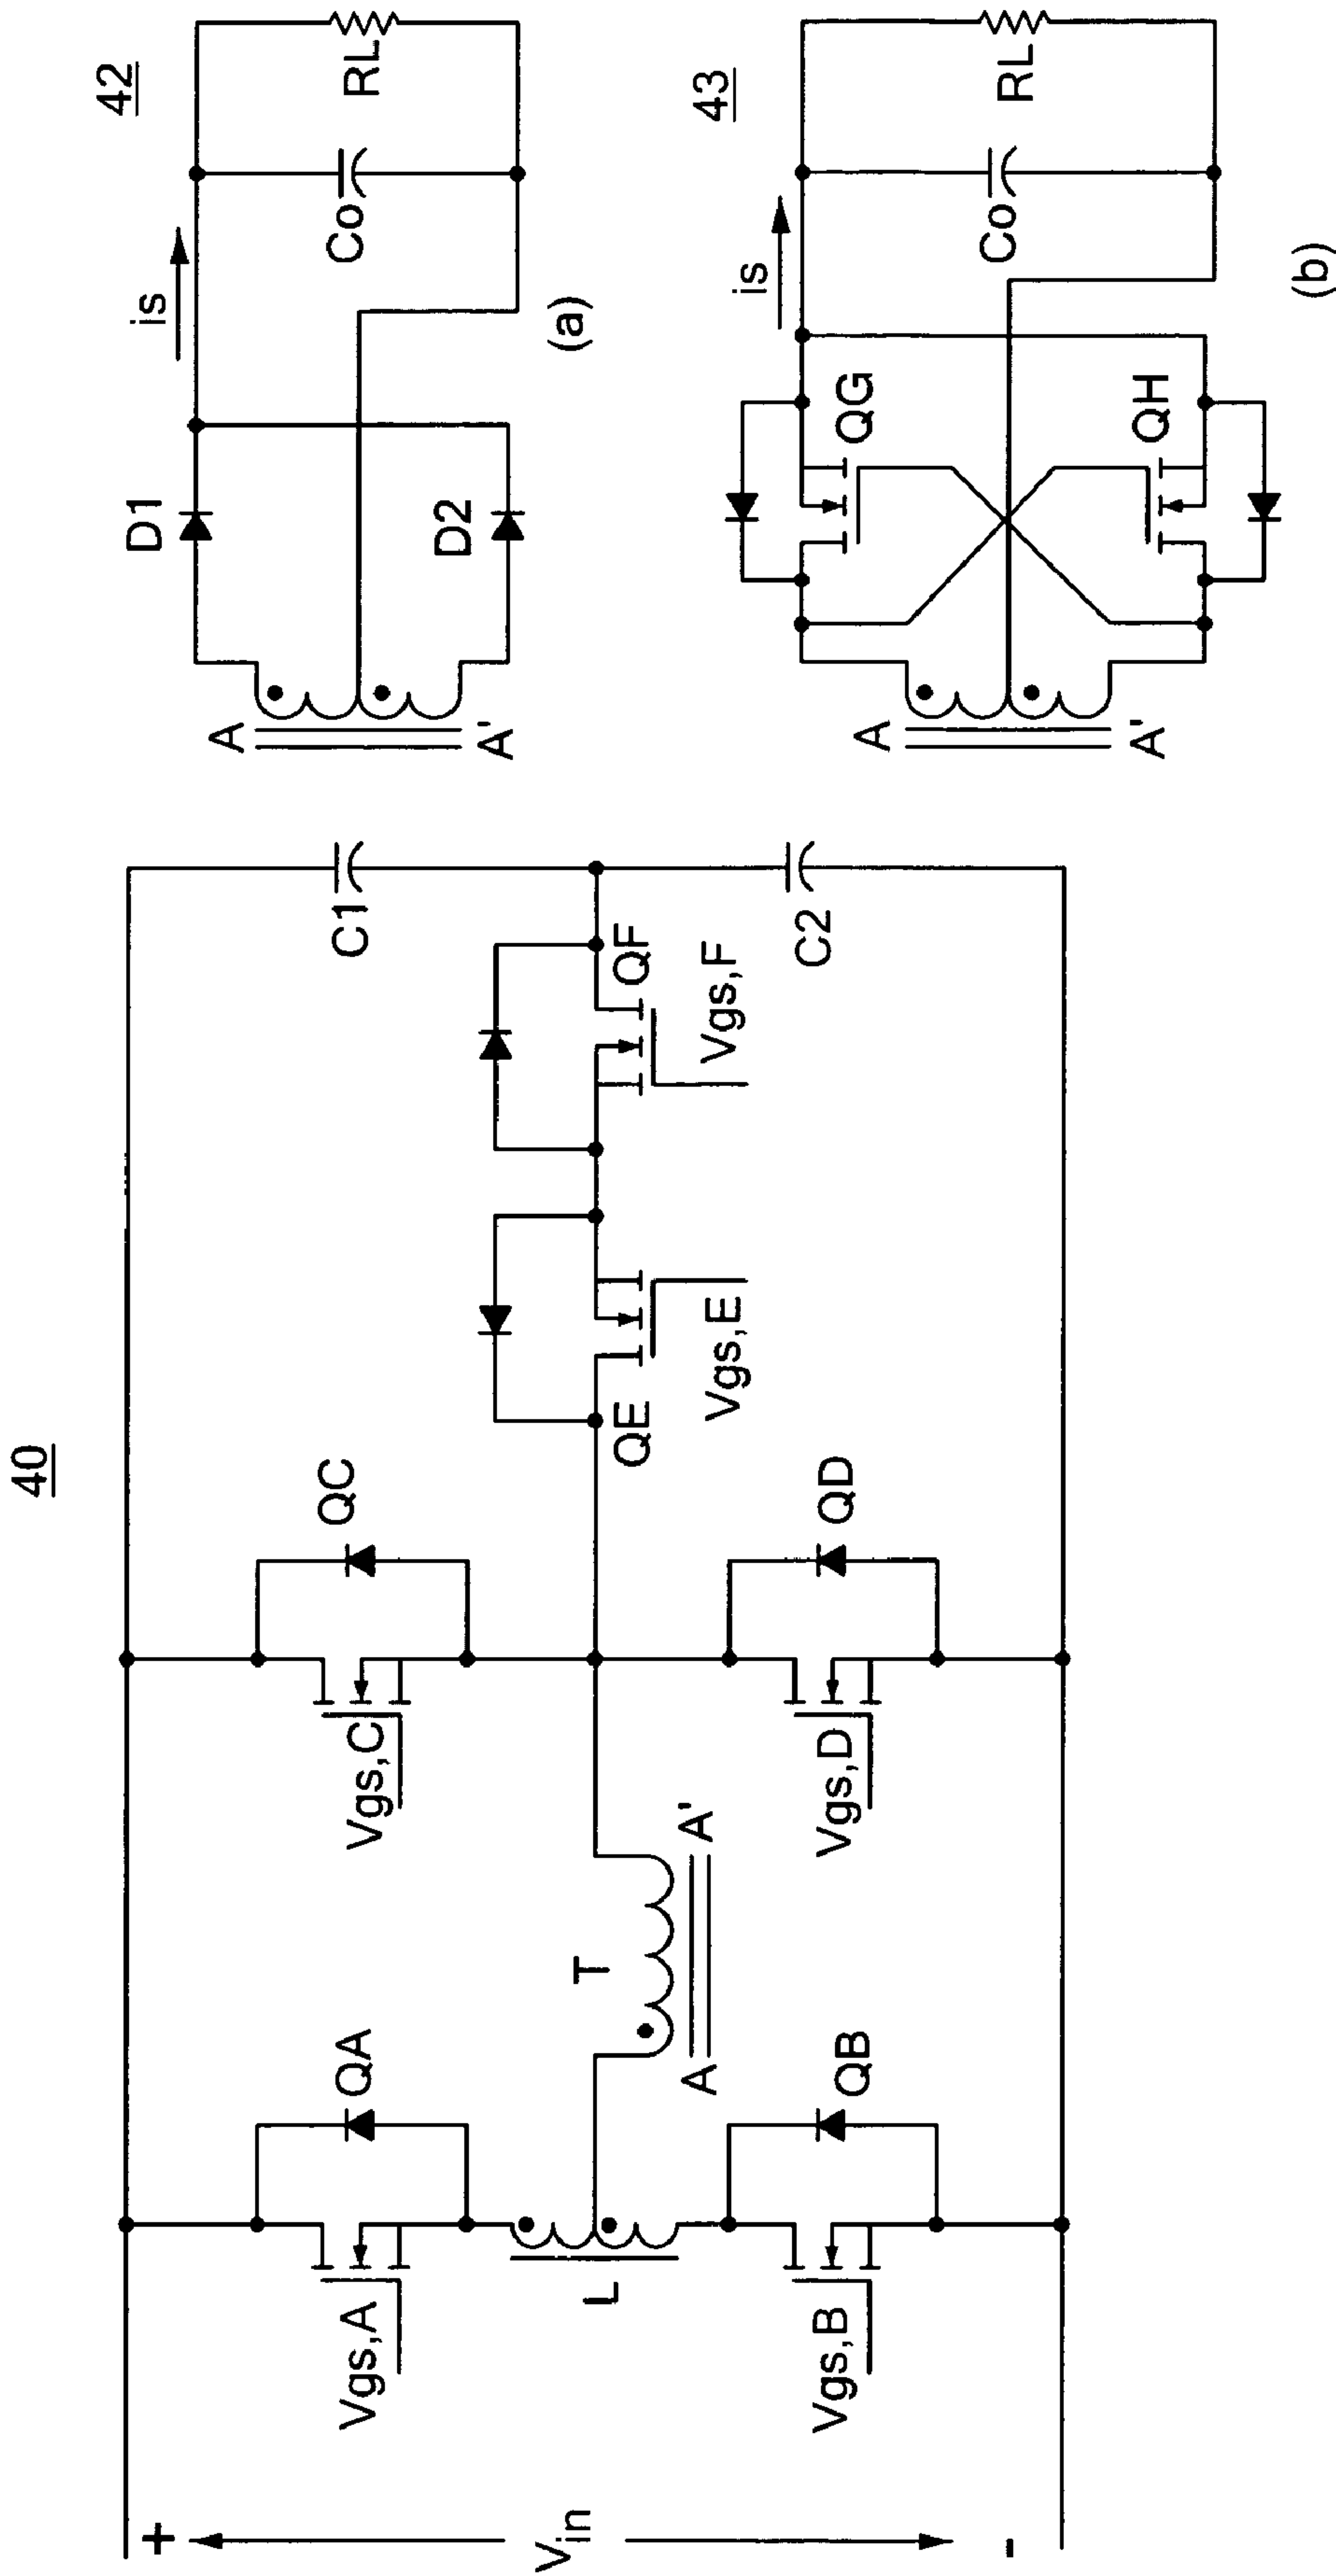 40
+
Vin
-
Vgs,A
QA
L
Vgs,B
QB
T
A
A'
Vgs,C
QC
Vgs,D
QD
QE
Vgs,E
QF
Vgs,F
C1
C2
42
A
A'
D1
D2
is
Co
RL
(a)
43
A
A'
QG
QH
is
Co
RL
(b)